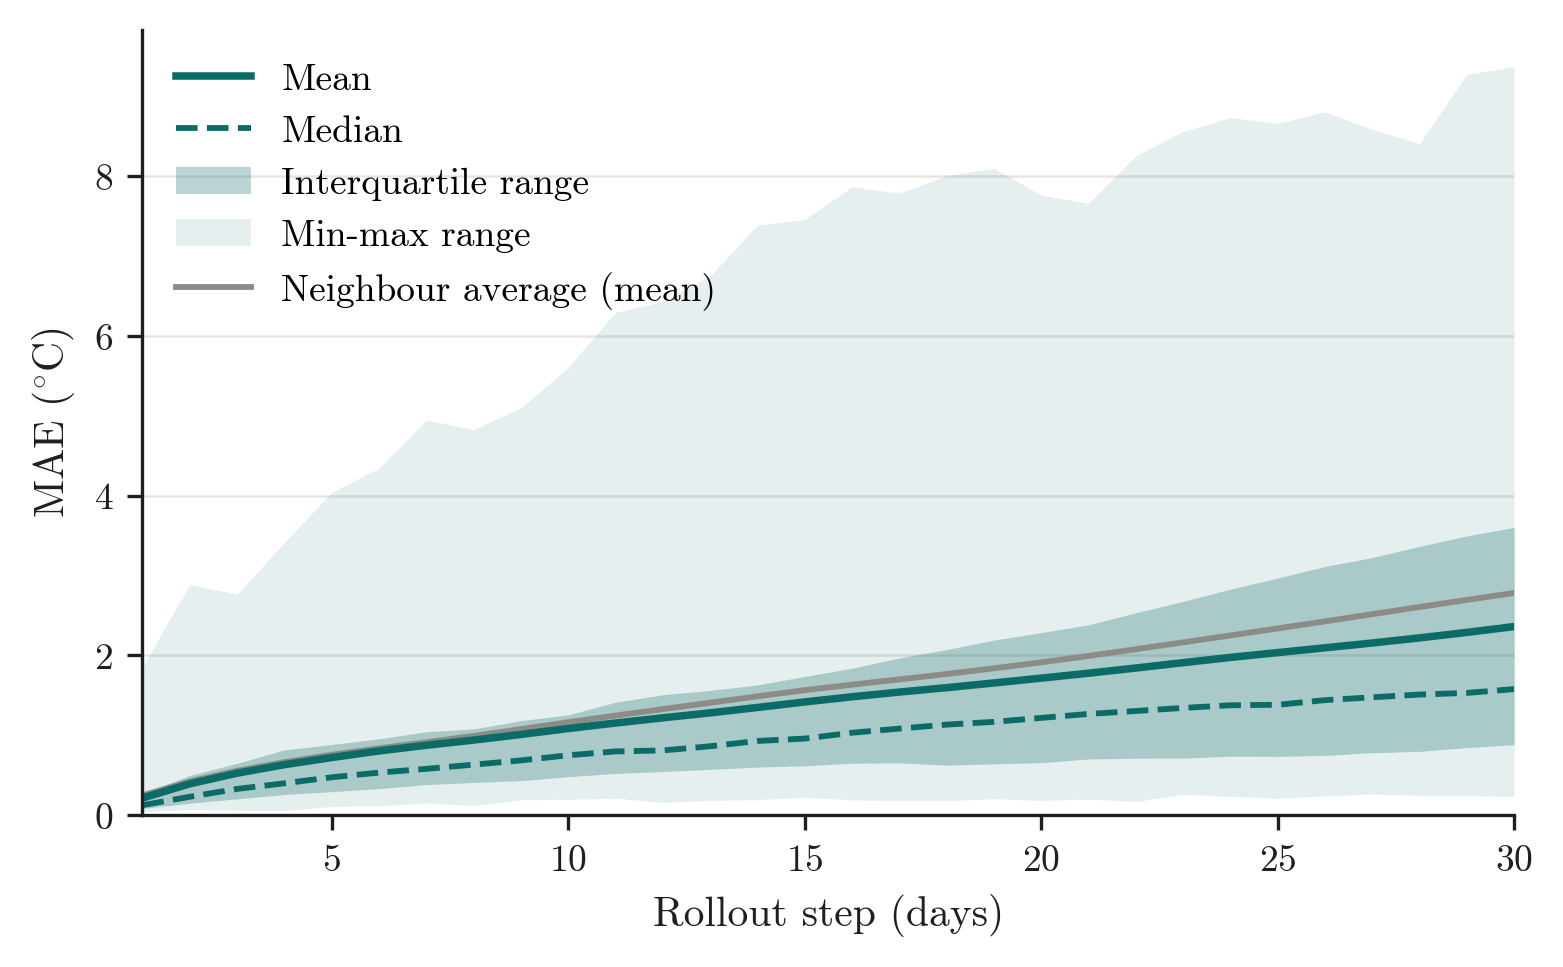 Mean
Median
Interquartile range
Min-max range
Neighbour average (mean)
8
6
4
2
0
MAE (°C)
5
10
15
20
25
30
Rollout step (days)